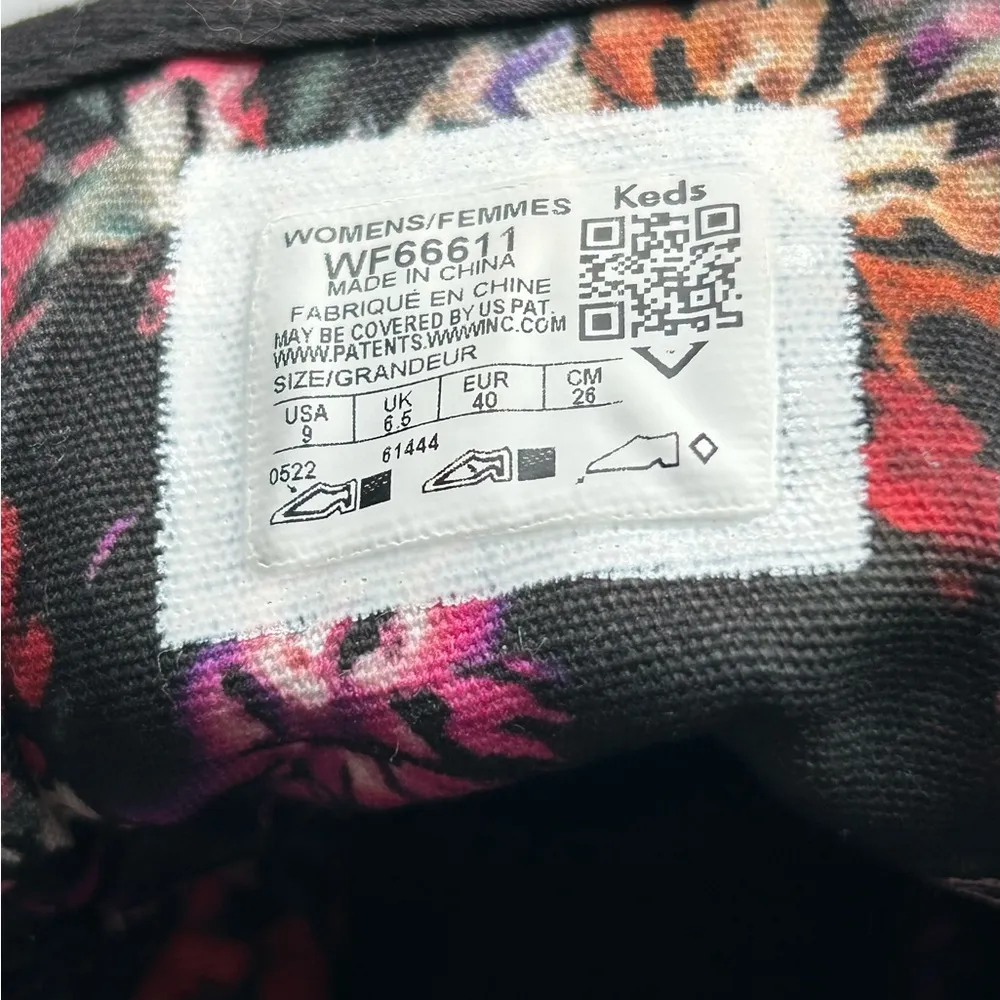 Keds
WOMENS/FEMMES
WF66611
MADE IN CHINA
FABRIQUÉ EN CHINE
MAY BE COVERED BY US PAT.
WWW.PATENTS.WWWINC.COM
SIZE/GRANDEUR
USA UK EUR CM
9 6.5 40 26
0522 61444